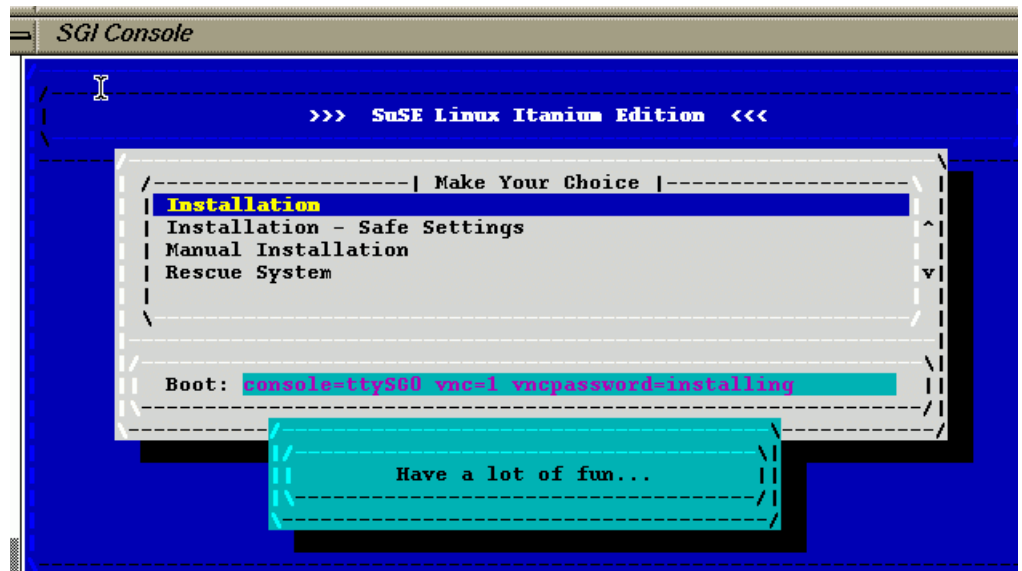 SGI Console
>>> SuSE Linux Itanium Edition <<<
Make Your Choice
Installation
Installation - Safe Settings
Manual Installation
Rescue System
Boot: console=ttySG0 vnc=1 vncpassword=installing
Have a lot of fun...